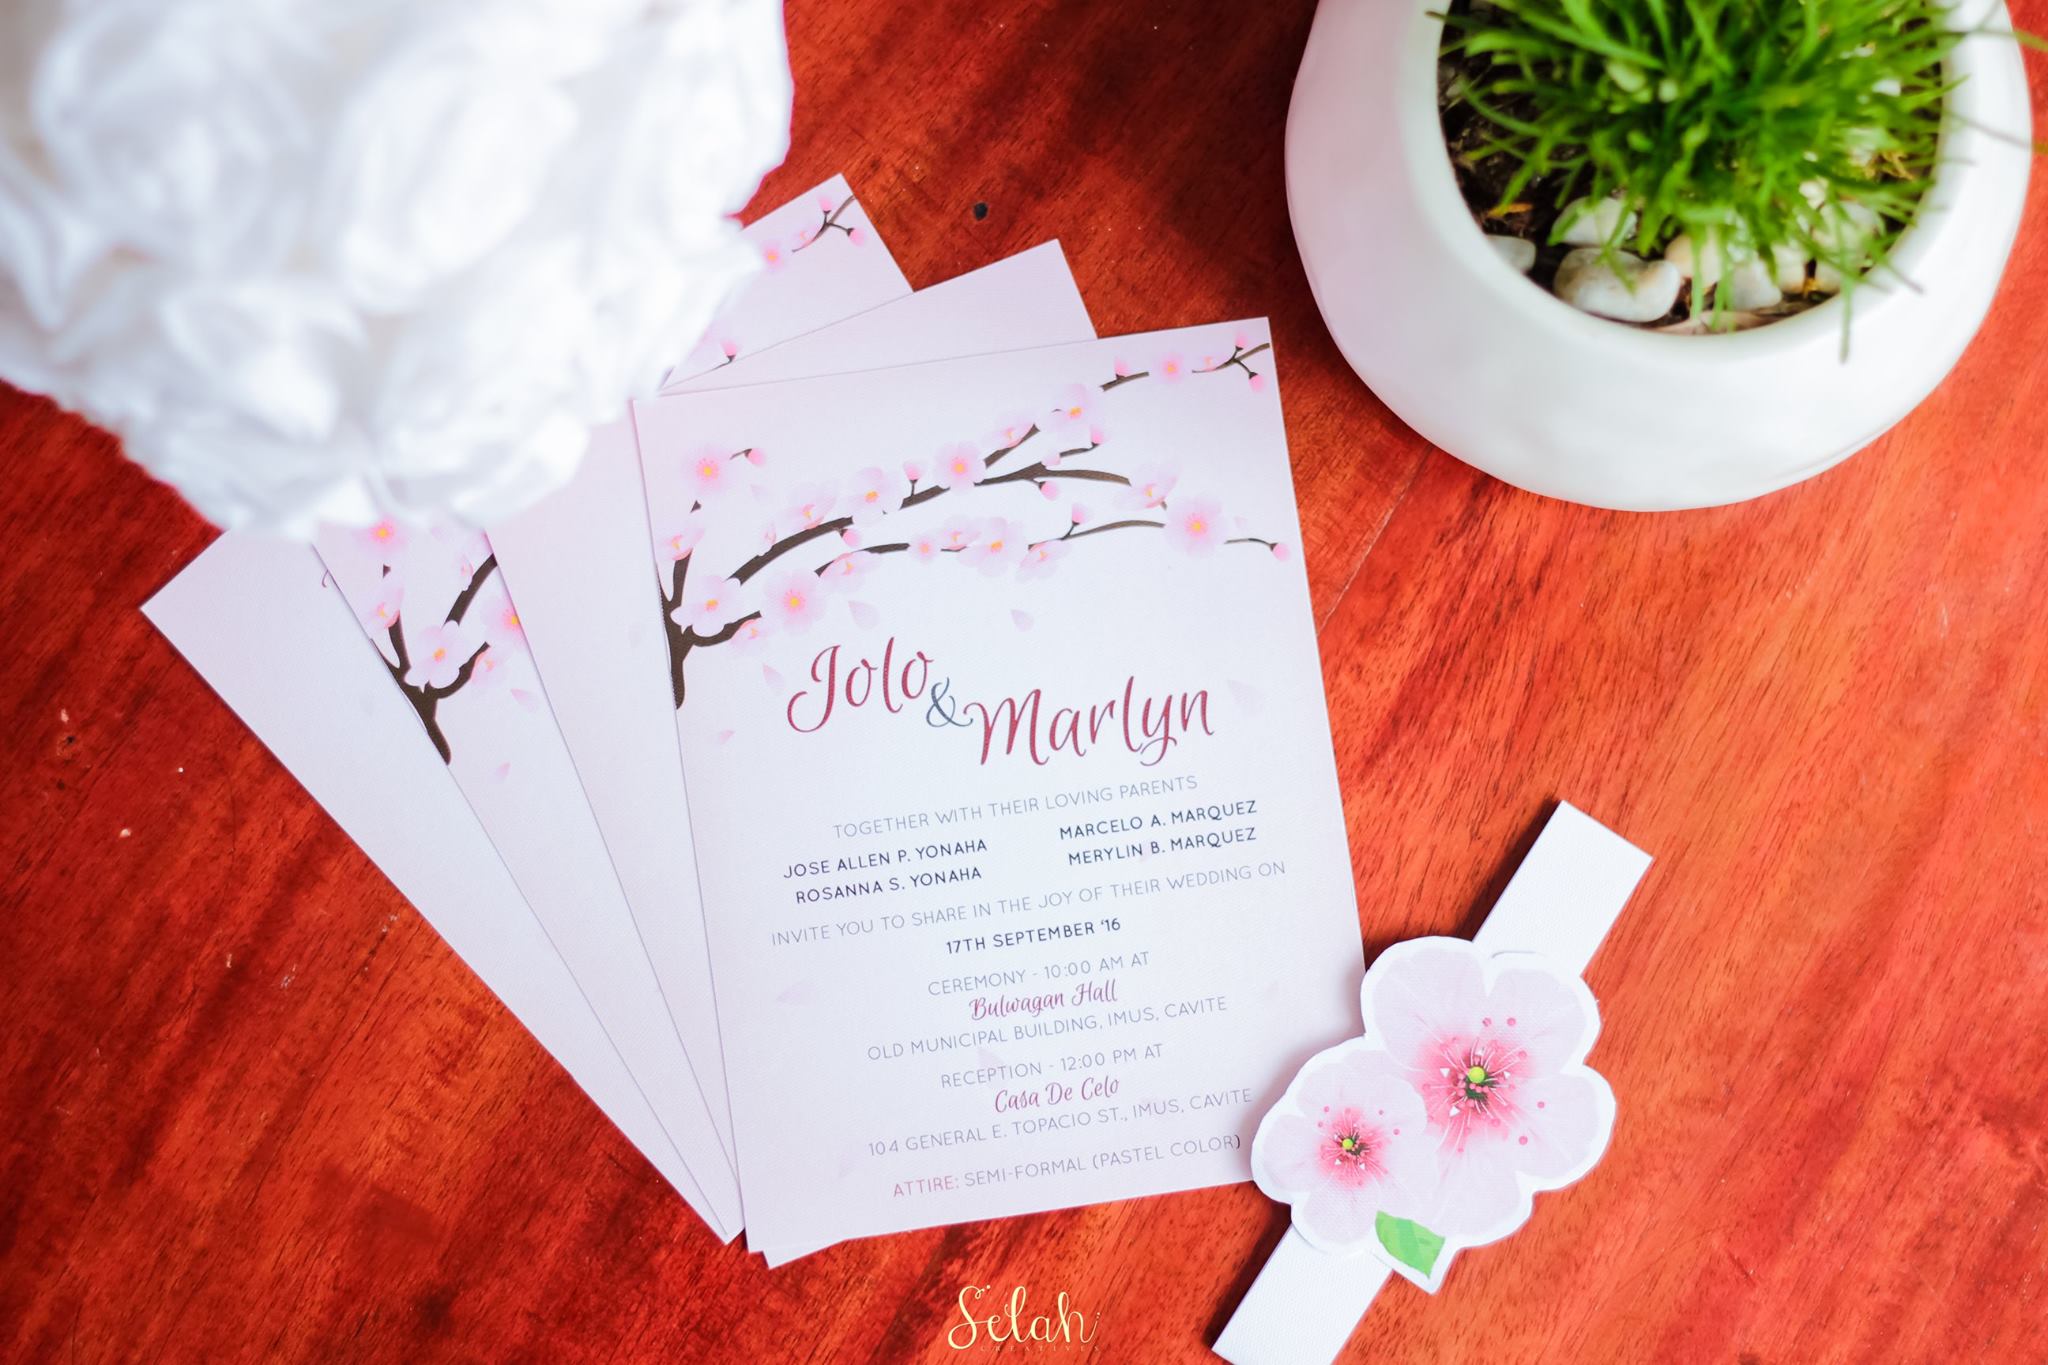 Jolo
&
Marlyn
TOGETHER WITH THEIR LOVING PARENTS
JOSE ALLEN P. YONAHA
ROSANNA S. YONAHA
MARCELO A. MARQUEZ
MERYLIN B. MARQUEZ
INVITE YOU TO SHARE IN THE JOY OF THEIR WEDDING ON
17TH SEPTEMBER ‘16
CEREMONY - 10:00 AM AT
Bulwagan Hall
OLD MUNICIPAL BUILDING, IMUS, CAVITE
RECEPTION - 12:00 PM AT
Casa De Celo
104 GENERAL E. TOPACIO ST., IMUS, CAVITE
ATTIRE: SEMI-FORMAL (PASTEL COLOR)
Selah
CREATIVES